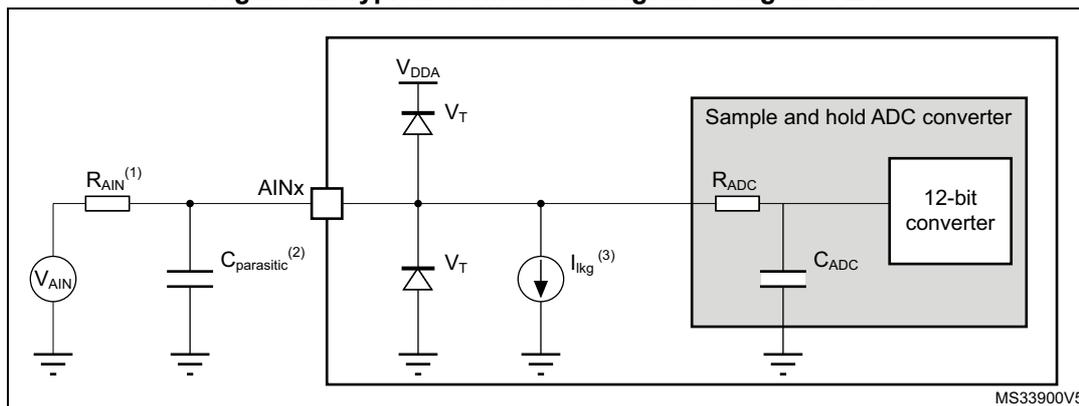 V_DDA
V_T
Sample and hold ADC converter
R_AIN^(1)
AINx
R_ADC
12-bit
converter
C_parasitic^(2)
V_T
I_lkg^(3)
C_ADC
V_AIN
MS33900V5